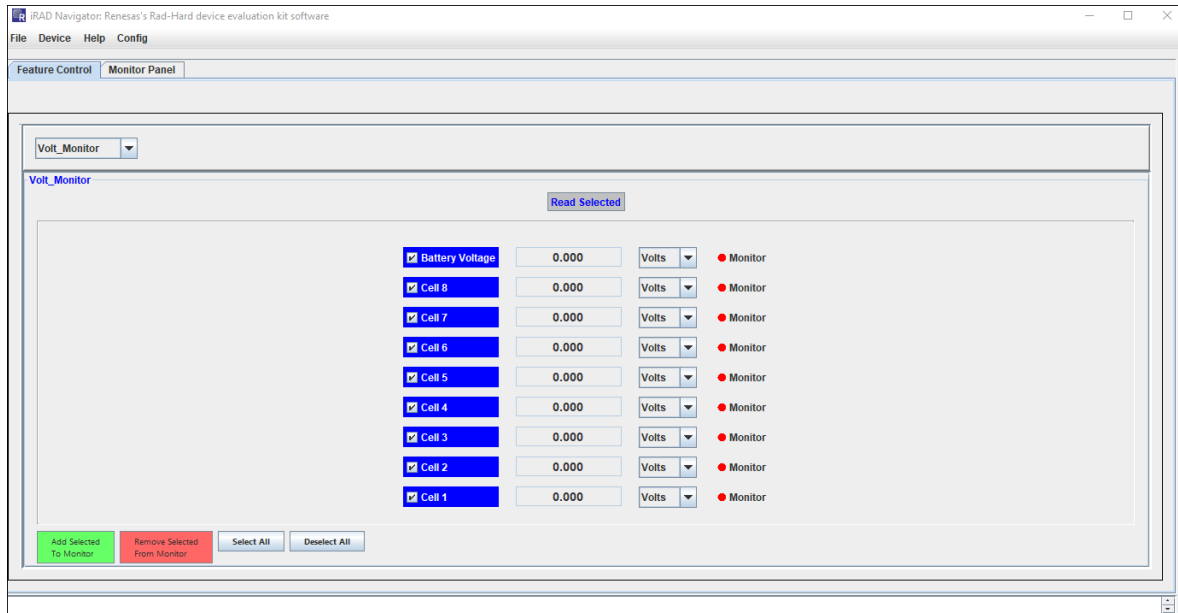 R iRAD Navigator: Renesas's Rad-Hard device evaluation kit software
File Device Help Config
Feature Control Monitor Panel
Volt_Monitor
Volt_Monitor
Read Selected
Battery Voltage 0.000 Volts Monitor
Cell 8 0.000 Volts Monitor
Cell 7 0.000 Volts Monitor
Cell 6 0.000 Volts Monitor
Cell 5 0.000 Volts Monitor
Cell 4 0.000 Volts Monitor
Cell 3 0.000 Volts Monitor
Cell 2 0.000 Volts Monitor
Cell 1 0.000 Volts Monitor
Add Selected Remove Selected Select All Deselect All
To Monitor From Monitor